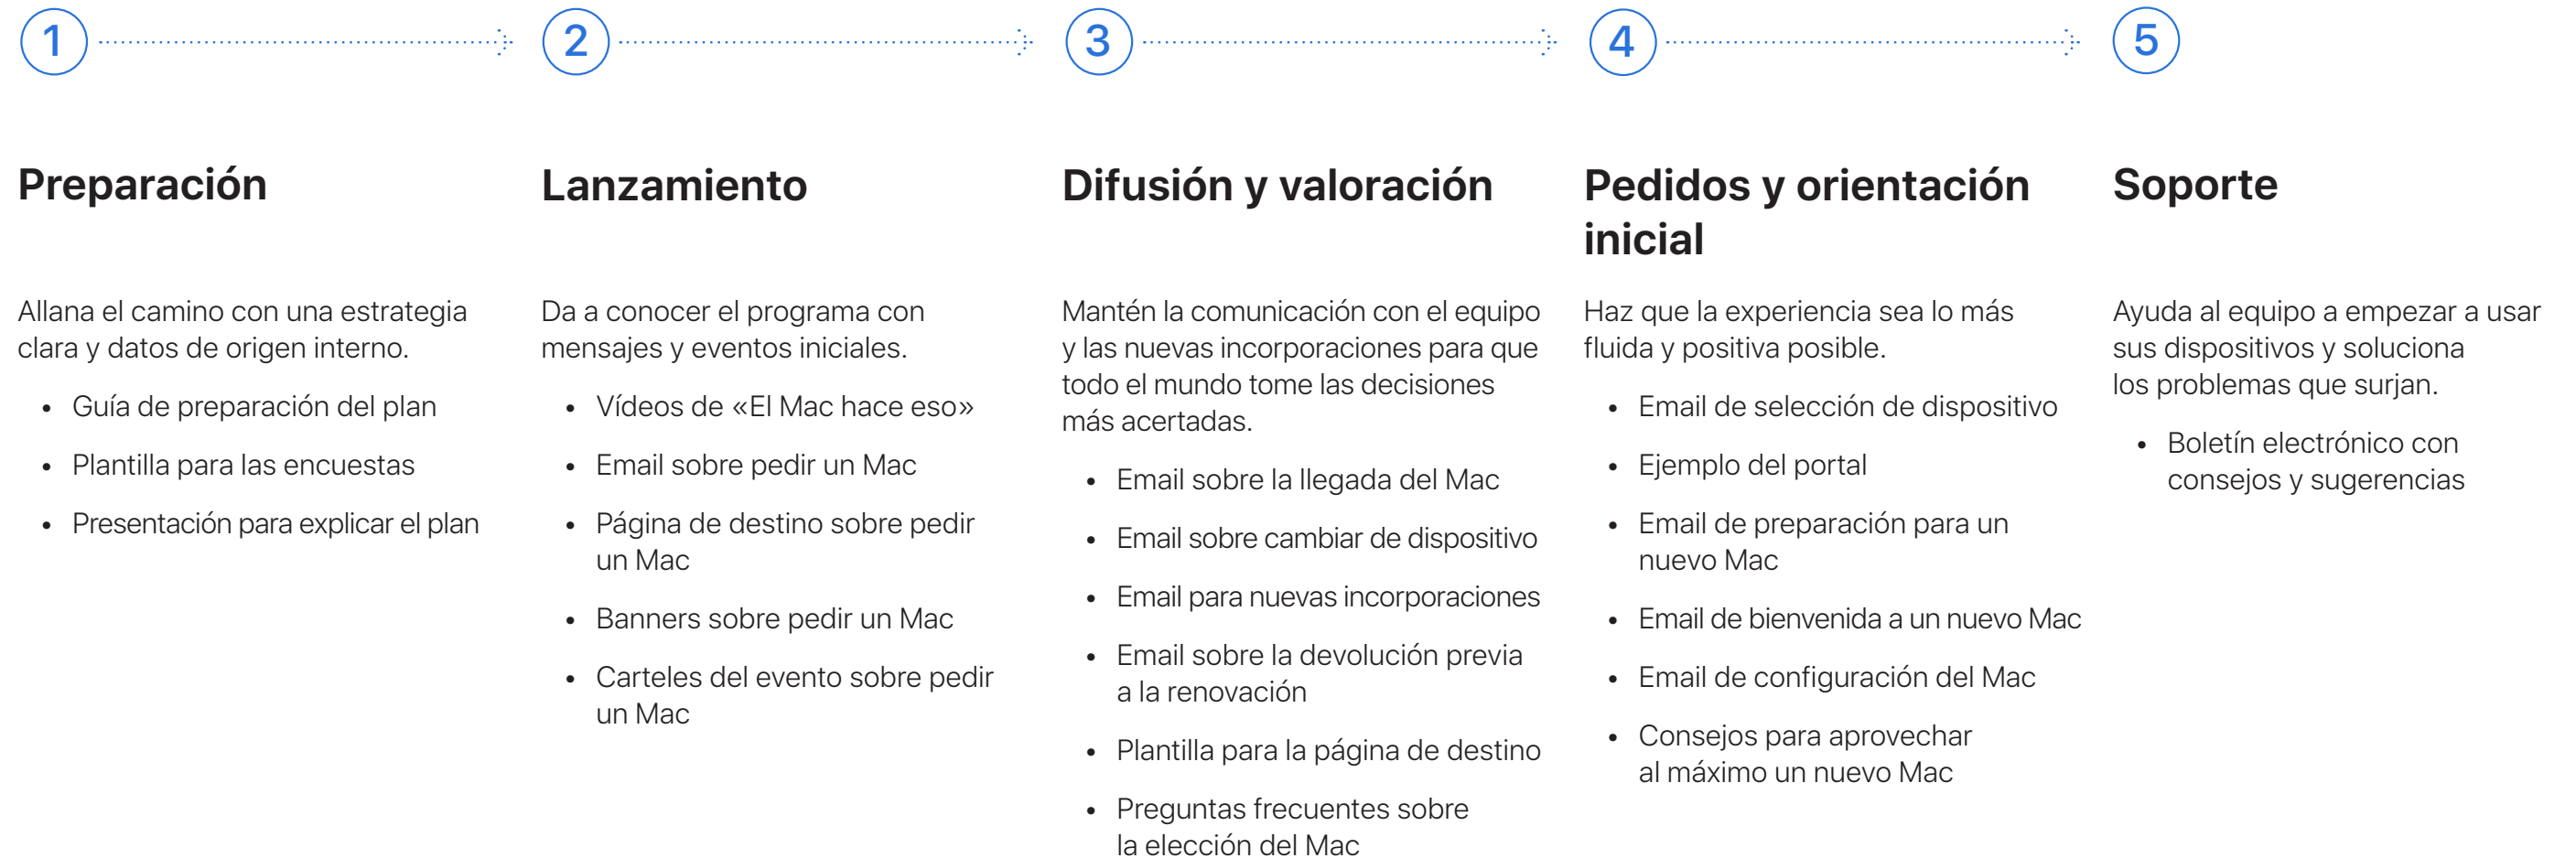 1
2
3
4
5
Preparación
Allana el camino con una estrategia
clara y datos de origen interno.
• Guía de preparación del plan
• Plantilla para las encuestas
• Presentación para explicar el plan
Lanzamiento
Da a conocer el programa con
mensajes y eventos iniciales.
• Vídeos de «El Mac hace eso»
• Email sobre pedir un Mac
• Página de destino sobre pedir
un Mac
• Banners sobre pedir un Mac
• Carteles del evento sobre pedir
un Mac
Difusión y valoración
Mantén la comunicación con el equipo
y las nuevas incorporaciones para que
todo el mundo tome las decisiones
más acertadas.
• Email sobre la llegada del Mac
• Email sobre cambiar de dispositivo
• Email para nuevas incorporaciones
• Email sobre la devolución previa
a la renovación
• Plantilla para la página de destino
• Preguntas frecuentes sobre
la elección del Mac
Pedidos y orientación
inicial
Haz que la experiencia sea lo más
fluida y positiva posible.
• Email de selección de dispositivo
• Ejemplo del portal
• Email de preparación para un
nuevo Mac
• Email de bienvenida a un nuevo Mac
• Email de configuración del Mac
• Consejos para aprovechar
al máximo un nuevo Mac
Soporte
Ayuda al equipo a empezar a usar
sus dispositivos y soluciona
los problemas que surjan.
• Boletín electrónico con
consejos y sugerencias